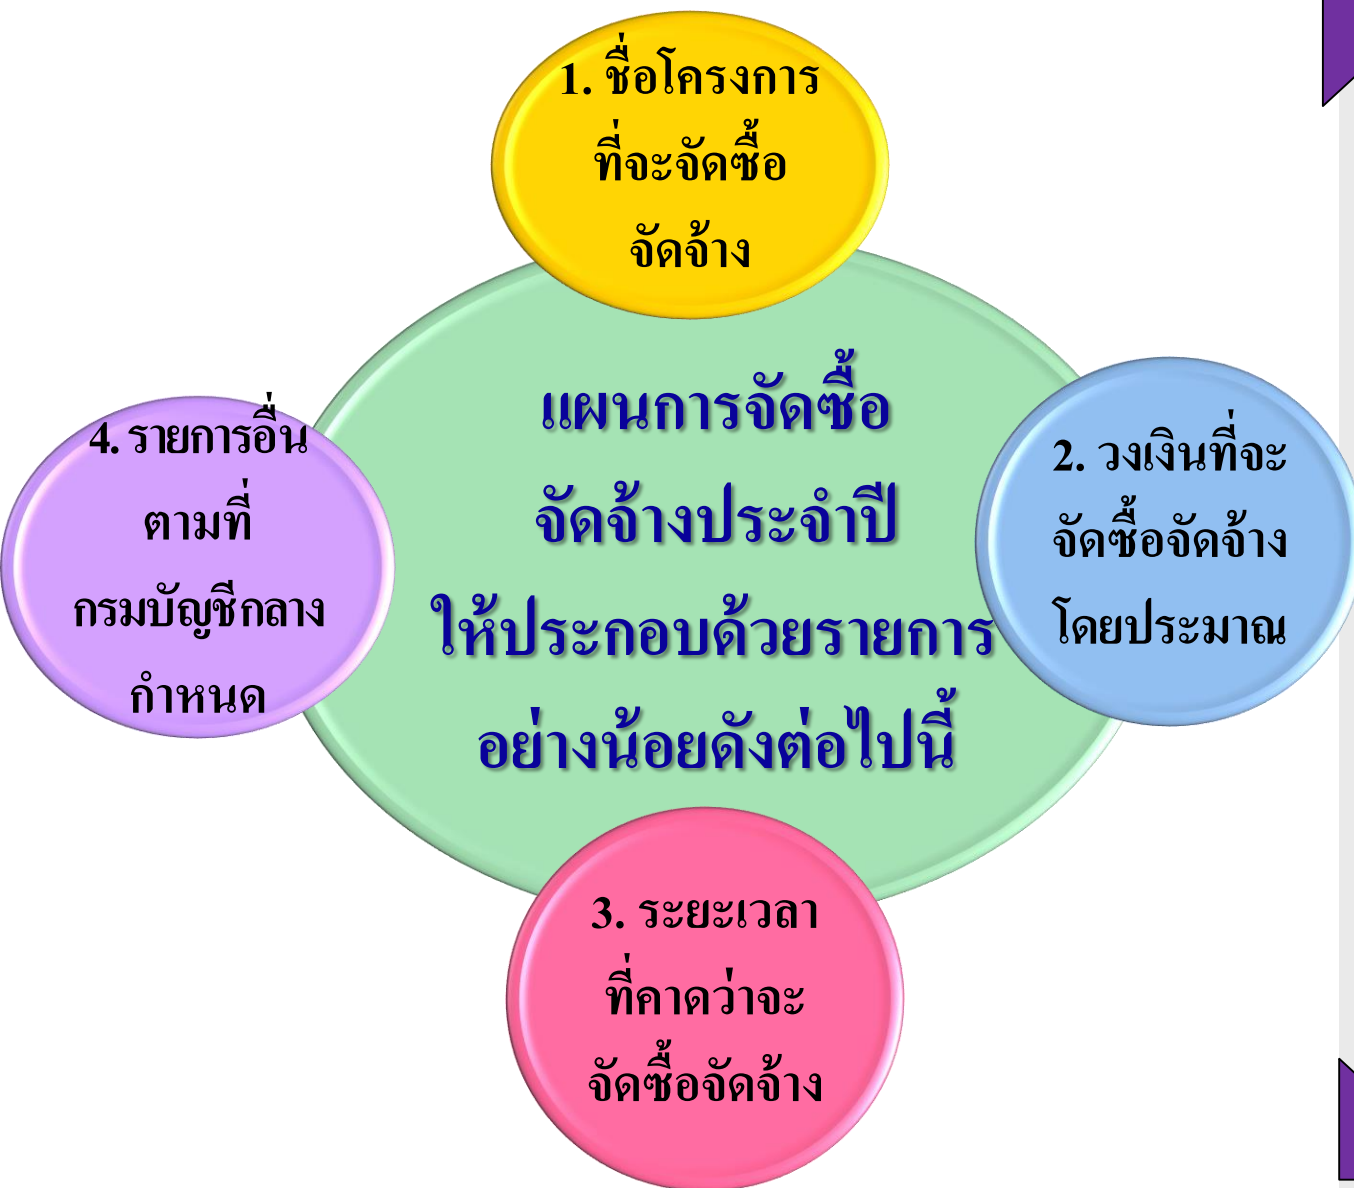 1. ชื่อโครงการ
ที่จะจัดซื้อ
จัดจ้าง
แผนการจัดซื้อ
จัดจ้างประจำปี
ให้ประกอบด้วยรายการ
อย่างน้อยดังต่อไปนี้
2. วงเงินที่จะ
จัดซื้อจัดจ้าง
โดยประมาณ
3. ระยะเวลา
ที่คาดว่าจะ
จัดซื้อจัดจ้าง
4. รายการอื่น
ตามที่
กรมบัญชีกลาง
กำหนด